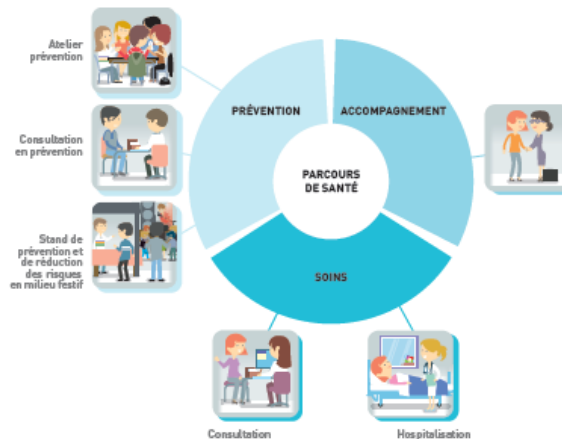 Atelier
prévention
PRÉVENTION
ACCOMPAGNEMENT
Consultation
en prévention
PARCOURS
DE SANTÉ
Stand de
prévention et
de réduction
des risques
en milieu festif
SOINS
Consultation
Hospitalisation